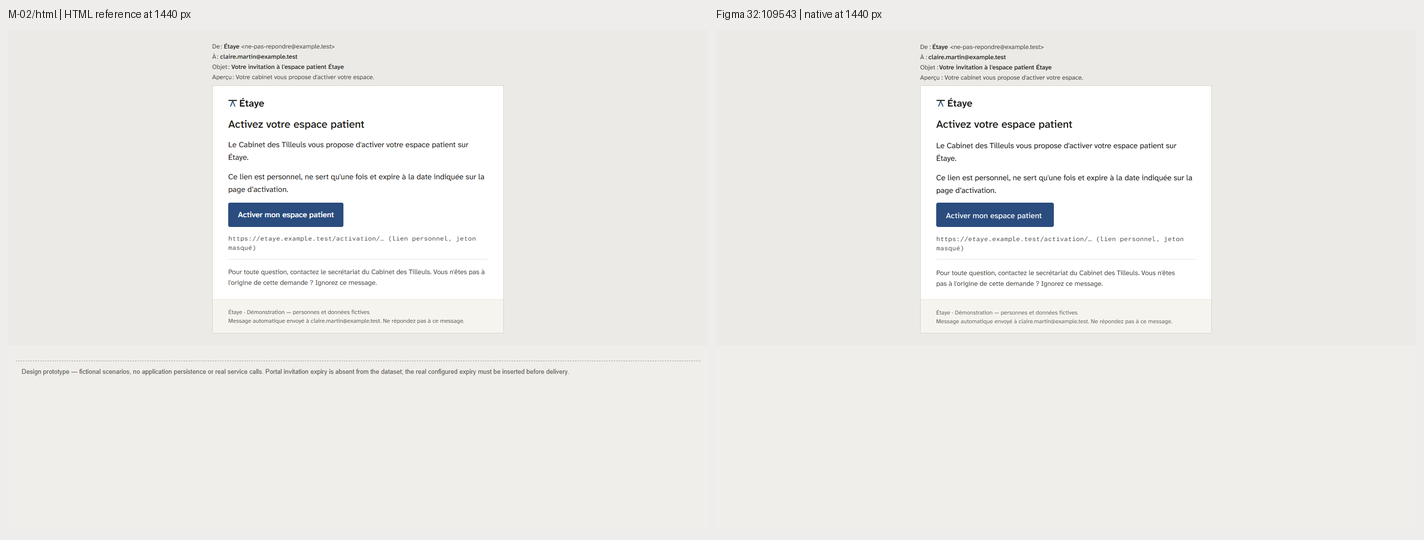 M-02/html | HTML reference at 1440 px
De : Étaye <ne-pas-repondre@example.test>
À : claire.martin@example.test
Objet : Votre invitation à l'espace patient Étaye
Aperçu : Votre cabinet vous propose d'activer votre espace.
Étaye
Activez votre espace patient
Le Cabinet des Tilleuls vous propose d'activer votre espace patient sur
Étaye.
Ce lien est personnel, ne sert qu'une fois et expire à la date indiquée sur la
page d'activation.
Activer mon espace patient
https://etaye.example.test/activation/… (lien personnel, jeton
masqué)
Pour toute question, contactez le secrétariat du Cabinet des Tilleuls. Vous n'êtes pas à
l'origine de cette demande ? Ignorez ce message.
Étaye · Démonstration — personnes et données fictives
Message automatique envoyé à claire.martin@example.test. Ne répondez pas à ce message.
Design prototype — fictional scenarios, no application persistence or real service calls. Portal invitation expiry is absent from the dataset; the real configured expiry must be inserted before delivery.
Figma 32:109543 | native at 1440 px
De : Étaye <ne-pas-repondre@example.test>
À : claire.martin@example.test
Objet : Votre invitation à l'espace patient Étaye
Aperçu : Votre cabinet vous propose d'activer votre espace.
Étaye
Activez votre espace patient
Le Cabinet des Tilleuls vous propose d'activer votre espace patient sur
Étaye.
Ce lien est personnel, ne sert qu'une fois et expire à la date indiquée sur la
page d'activation.
Activer mon espace patient
https://etaye.example.test/activation/… (lien personnel, jeton
masqué)
Pour toute question, contactez le secrétariat du Cabinet des Tilleuls. Vous n'êtes
pas à l'origine de cette demande ? Ignorez ce message.
Étaye · Démonstration — personnes et données fictives
Message automatique envoyé à claire.martin@example.test. Ne répondez pas à ce message.